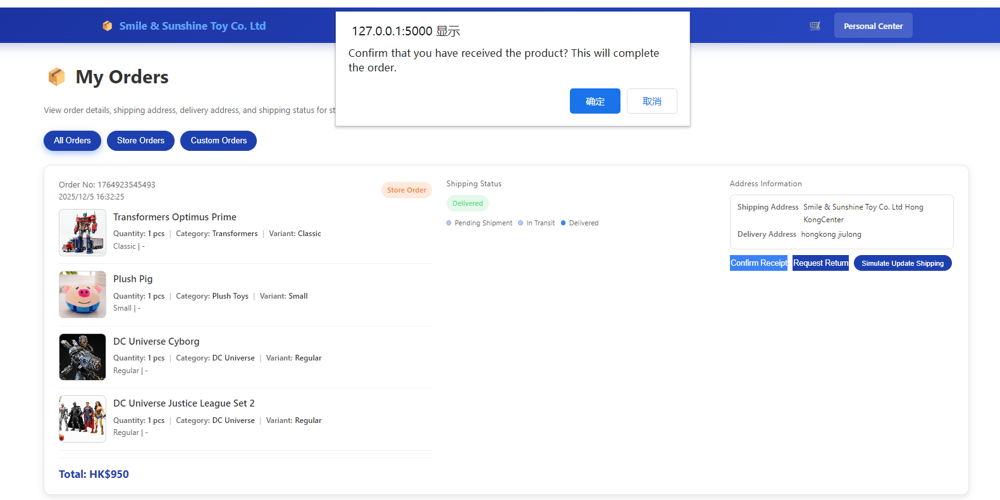 Smile & Sunshine Toy Co. Ltd
Personal Center
127.0.0.1:5000 显示
Confirm that you have received the product? This will complete
the order.
确定
取消
My Orders
View order details, shipping address, delivery address, and shipping status for st
All Orders
Store Orders
Custom Orders
Order No: 1764923545493
2025/12/5 16:32:25
Store Order
Transformers Optimus Prime
Quantity: 1 pcs | Category: Transformers | Variant: Classic
Classic | -
Plush Pig
Quantity: 1 pcs | Category: Plush Toys | Variant: Small
Small | -
DC Universe Cyborg
Quantity: 1 pcs | Category: DC Universe | Variant: Regular
Regular | -
DC Universe Justice League Set 2
Quantity: 1 pcs | Category: DC Universe | Variant: Regular
Regular | -
Total: HK$950
Shipping Status
Delivered
Pending Shipment
In Transit
Delivered
Address Information
Shipping Address Smile & Sunshine Toy Co. Ltd Hong
KongCenter
Delivery Address hongkong jiulong
Confirm Receipt
Request Return
Simulate Update Shipping